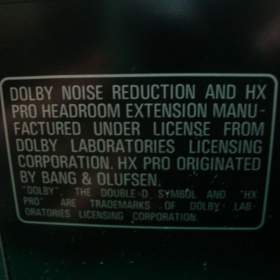 DOLBY NOISE REDUCTION AND HX
PRO HEADROOM EXTENSION MANU-
FACTURED UNDER LICENSE FROM
DOLBY LABORATORIES LICENSING
CORPORATION. HX PRO ORIGINATED
BY BANG & OLUFSEN.
"DOLBY", THE DOUBLE-D SYMBOL AND "HX
PRO" ARE TRADEMARKS OF DOLBY LAB-
ORATORIES LICENSING CORPORATION.